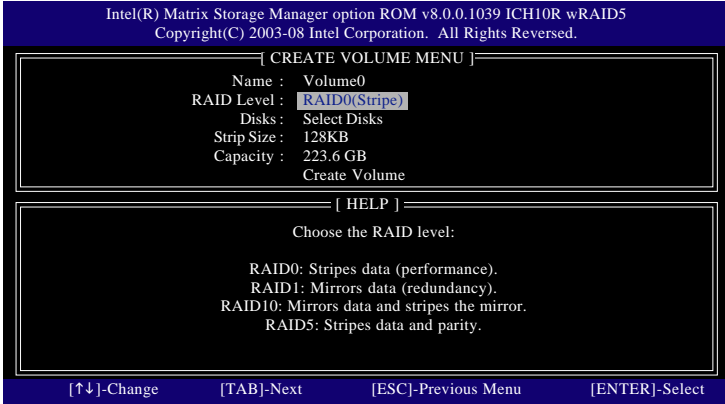 Intel(R) Matrix Storage Manager option ROM v8.0.0.1039 ICH10R wRAID5
Copyright(C) 2003-08 Intel Corporation. All Rights Reversed.
[ CREATE VOLUME MENU ]
Name : Volume0
RAID Level : RAID0(Stripe)
Disks : Select Disks
Strip Size : 128KB
Capacity : 223.6 GB
Create Volume
[ HELP ]
Choose the RAID level:
RAID0: Stripes data (performance).
RAID1: Mirrors data (redundancy).
RAID10: Mirrors data and stripes the mirror.
RAID5: Stripes data and parity.
[↑↓]-Change [TAB]-Next [ESC]-Previous Menu [ENTER]-Select